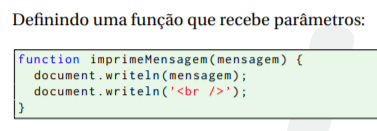 Definindo uma função que recebe parâmetros:
function imprimeMensagem(mensagem) {
  document.writeln(mensagem);
  document.writeln('<br />');
}